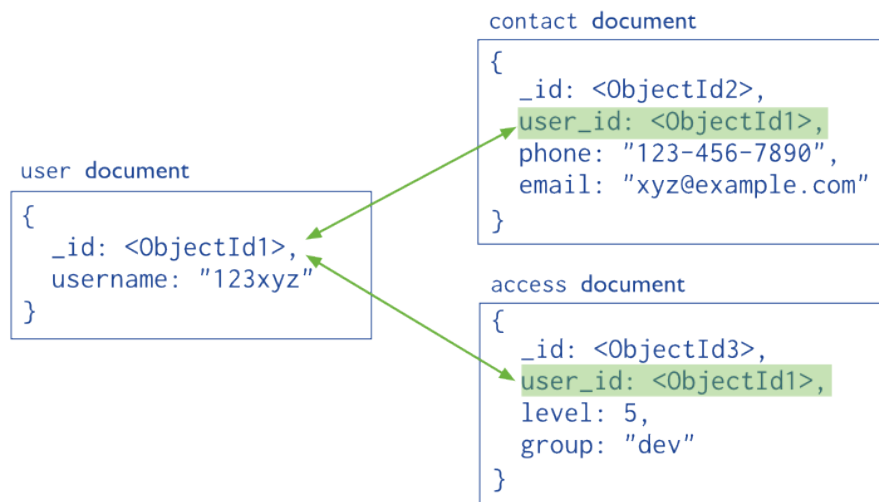 contact document
{
_id: <ObjectId2>,
user_id: <ObjectId1>,
phone: "123-456-7890",
email: "xyz@example.com"
}
user document
{
_id: <ObjectId1>,
username: "123xyz"
}
access document
{
_id: <ObjectId3>,
user_id: <ObjectId1>,
level: 5,
group: "dev"
}